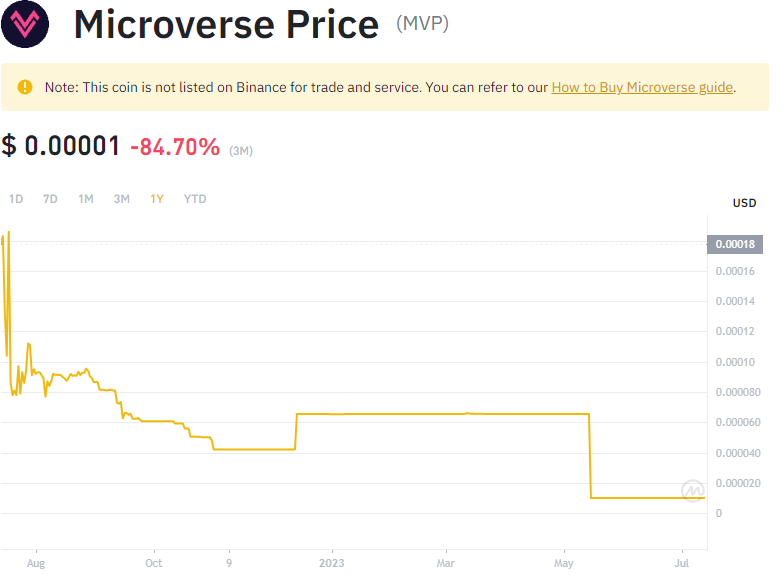 Microverse Price (MVP)
Note: This coin is not listed on Binance for trade and service. You can refer to our How to Buy Microverse guide.
$ 0.00001 -84.70% (3M)
1D 7D 1M 3M 1Y YTD
USD
0.00018
0.00016
0.00014
0.00012
0.00010
0.000080
0.000060
0.000040
0.000020
0
Aug Oct 9 2023 Mar May Jul